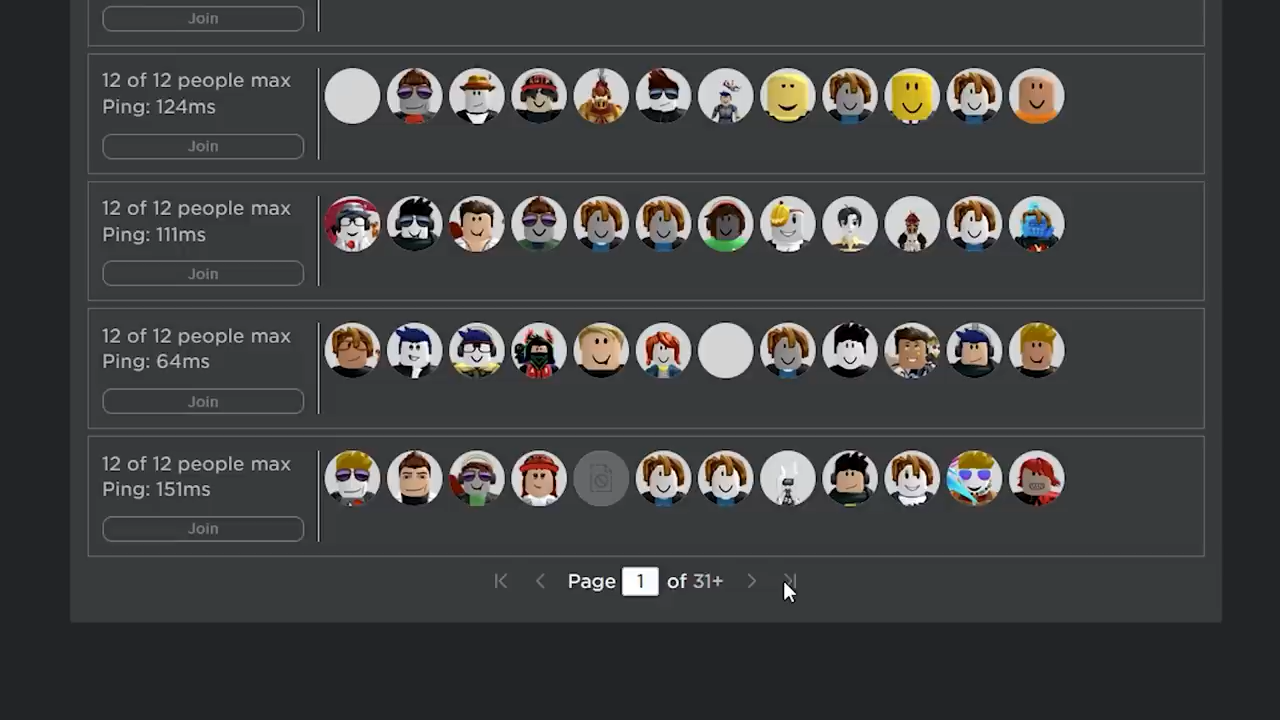 Join
12 of 12 people max
Ping: 124ms
Join
12 of 12 people max
Ping: 111ms
Join
12 of 12 people max
Ping: 64ms
Join
12 of 12 people max
Ping: 151ms
Join
Page 1 of 31+